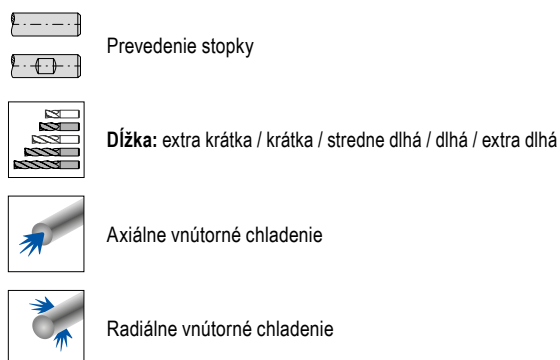 Prevedenie stopky
Dĺžka: extra krátka / krátka / stredne dlhá / dlhá / extra dlhá
Axiálne vnútorné chladenie
Radiálne vnútorné chladenie